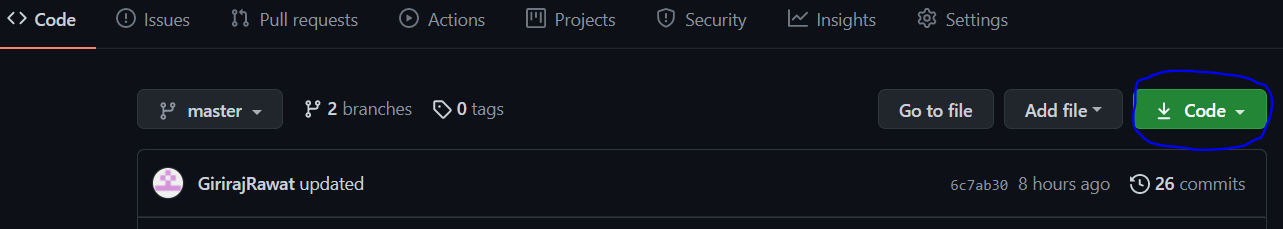 Code Issues Pull requests Actions Projects Security Insights Settings
master 2 branches 0 tags Go to file Add file Code
GirirajRawat updated 6c7ab30 8 hours ago 26 commits